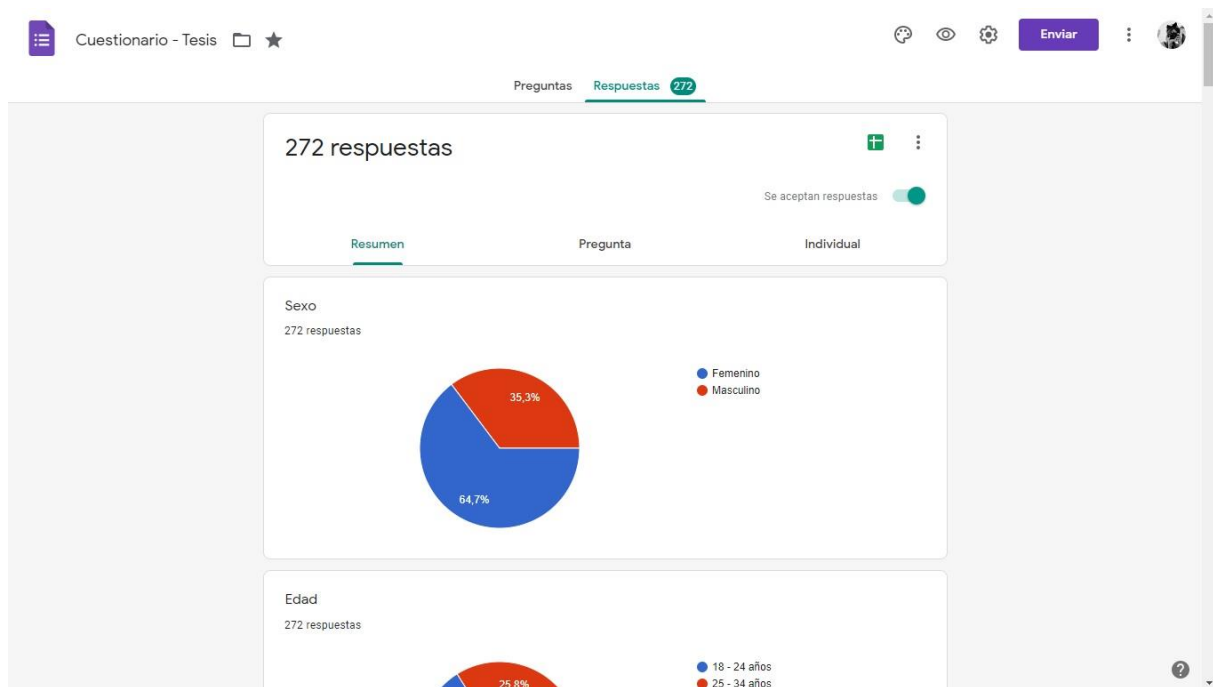 Cuestionario - Tesis
Enviar
Preguntas Respuestas 272
272 respuestas
Se aceptan respuestas
Resumen Pregunta Individual
Sexo
272 respuestas
Femenino
Masculino
35,3%
64,7%
Edad
272 respuestas
18 - 24 años
25 - 34 años
25,8%